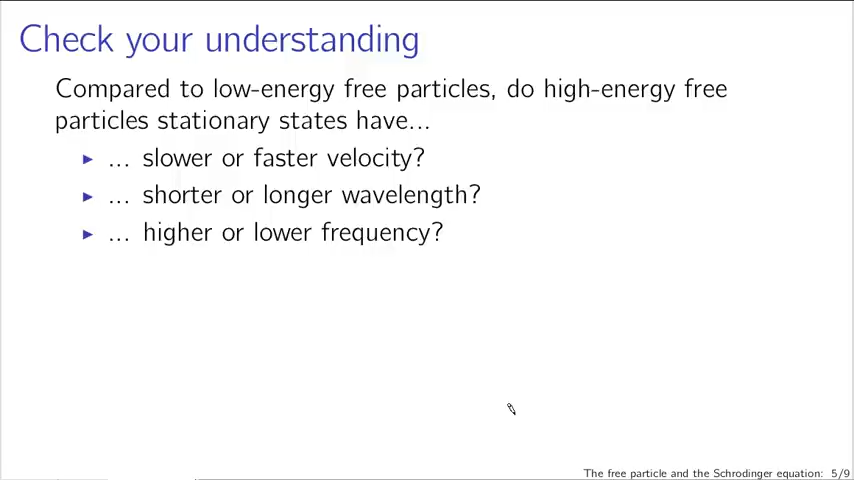 Check your understanding
Compared to low-energy free particles, do high-energy free
particles stationary states have...
▶ ... slower or faster velocity?
▶ ... shorter or longer wavelength?
▶ ... higher or lower frequency?
The free particle and the Schrodinger equation: 5/9